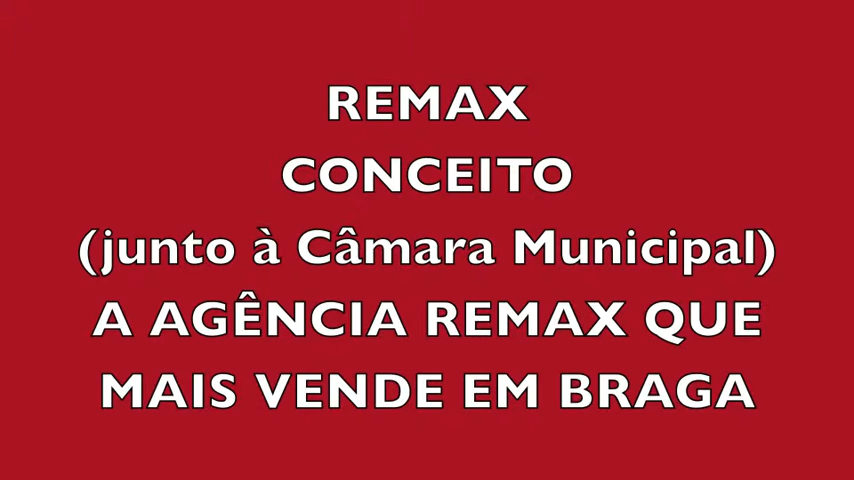 REMAX
CONCEITO
(junto à Câmara Municipal)
A AGÊNCIA REMAX QUE
MAIS VENDE EM BRAGA